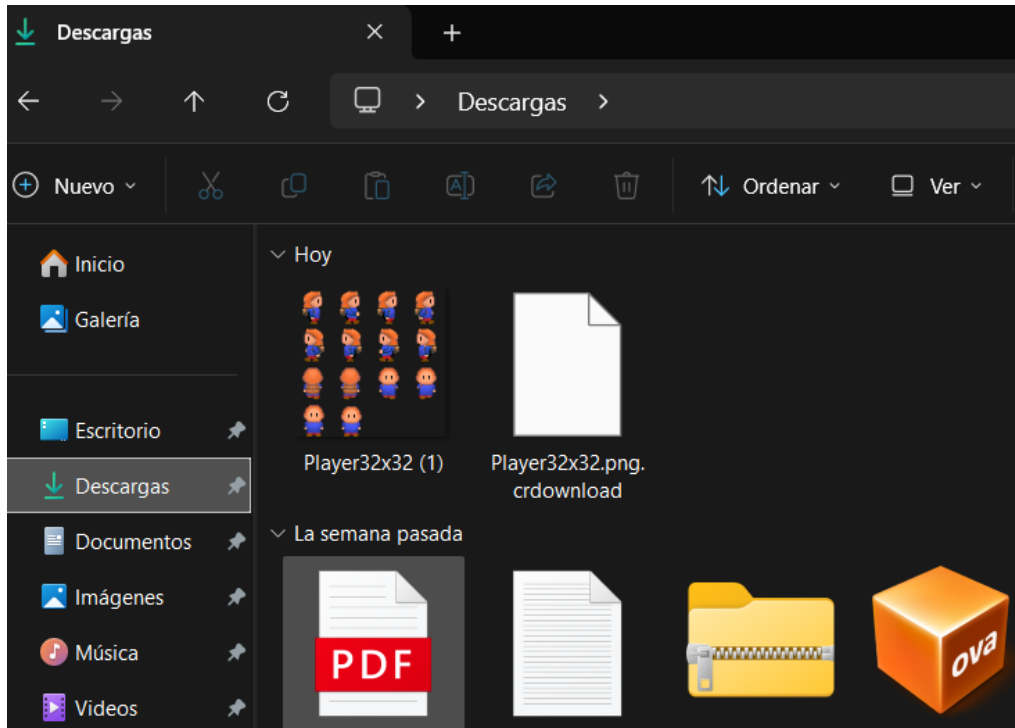 Descargas
Descargas
Nuevo
Ordenar
Ver
Inicio
Galería
Escritorio
Descargas
Documentos
Imágenes
Música
Videos
Hoy
Player32x32 (1)
Player32x32.png.
crdownload
La semana pasada
PDF
ova